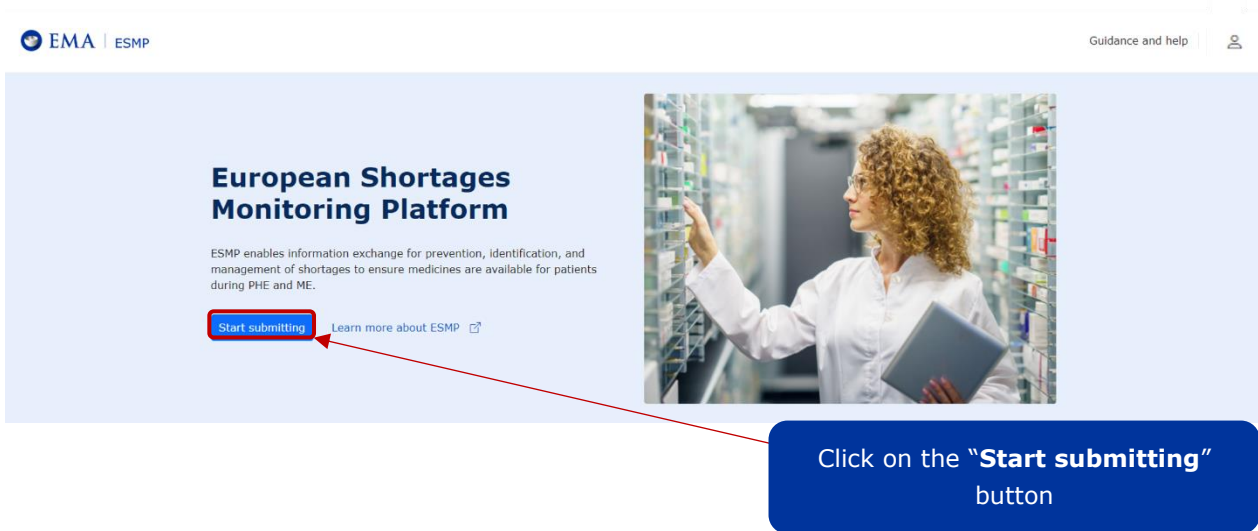 EMA | ESMP
Guidance and help
European Shortages
Monitoring Platform
ESMP enables information exchange for prevention, identification, and
management of shortages to ensure medicines are available for patients
during PHE and ME.
Start submitting
Learn more about ESMP
Click on the “Start submitting”
button